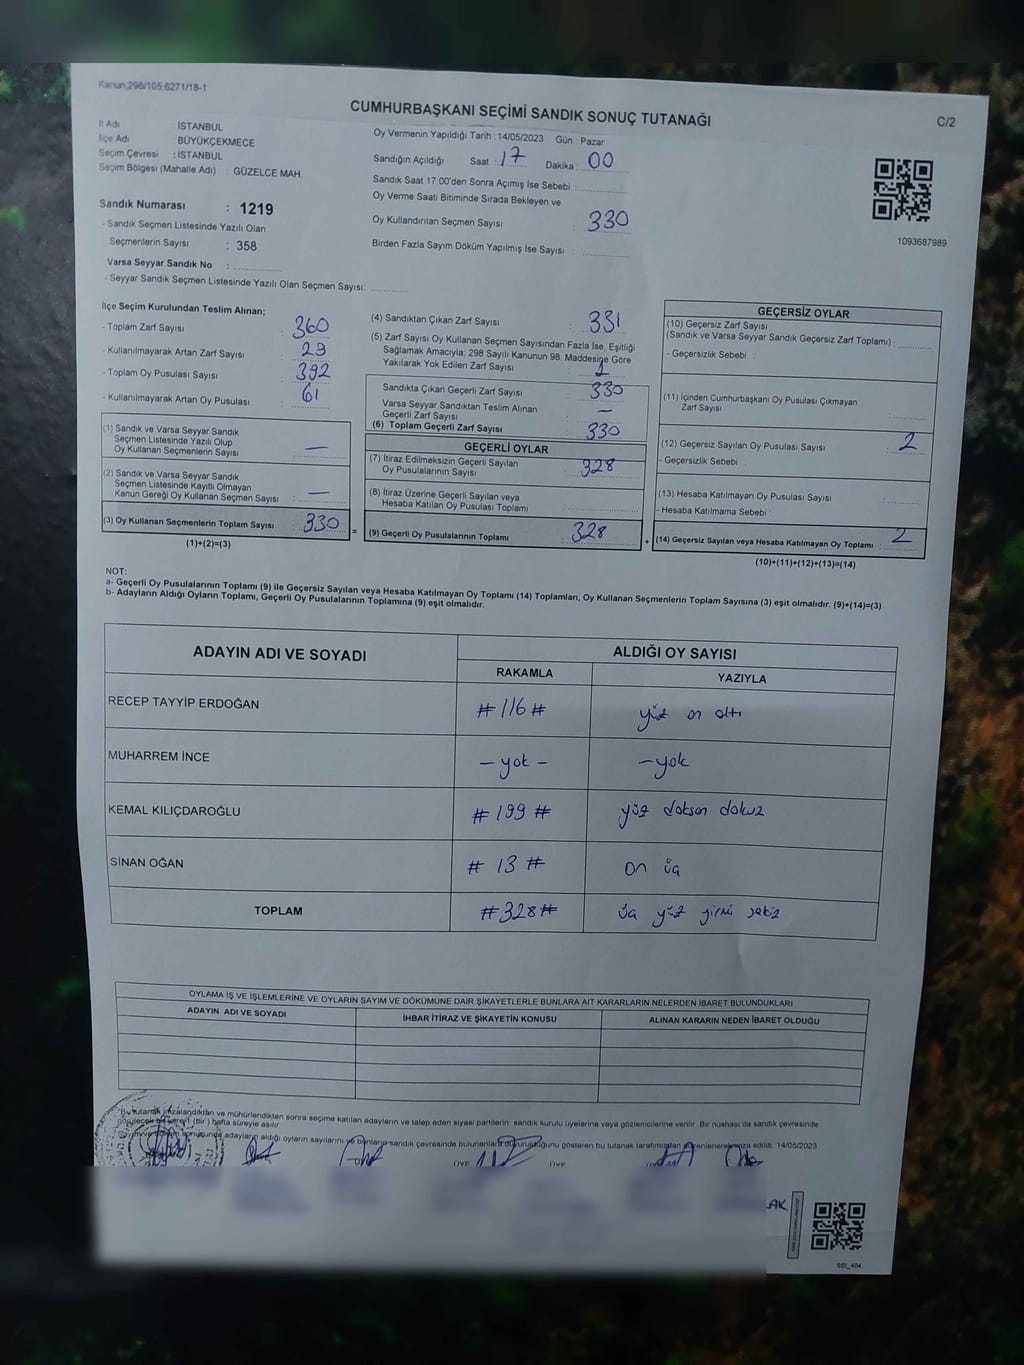 Kanun:298/105;6271/18-1
CUMHURBAŞKANI SEÇİMİ SANDIK SONUÇ TUTANAĞI
C/2
İl Adı İSTANBUL
İlçe Adı BÜYÜKÇEKMECE
Seçim Çevresi : İSTANBUL
Seçim Bölgesi (Mahalle Adı) : GÜZELCE MAH.
Sandık Numarası : 1219
- Sandık Seçmen Listesinde Yazılı Olan
Seçmenlerin Sayısı : 358
Varsa Seyyar Sandık No :
- Seyyar Sandık Seçmen Listesinde Yazılı Olan Seçmen Sayısı:
Oy Vermenin Yapıldığı Tarih :14/05/2023 Gün : Pazar
Sandığın Açıldığı Saat : 17 Dakika : 00
Sandık Saat 17:00'den Sonra Açımış İse Sebebi :
Oy Verme Saati Bitiminde Sırada Bekleyen ve
Oy Kullandırılan Seçmen Sayısı : 330
Birden Fazla Sayım Döküm Yapılmış İse Sayısı :
1093687989
İlçe Seçim Kurulundan Teslim Alınan;
- Toplam Zarf Sayısı : 360
- Kullanılmayarak Artan Zarf Sayısı : 29
- Toplam Oy Pusulası Sayısı : 392
- Kullanılmayarak Artan Oy Pusulası : 61
(1) Sandık ve Varsa Seyyar Sandık
Seçmen Listesinde Yazılı Olup
Oy Kullanan Seçmenlerin Sayısı : —
(2) Sandık ve Varsa Seyyar Sandık
Seçmen Listesinde Kayıtlı Olmayan
Kanun Gereği Oy Kullanan Seçmen Sayısı : —
(3) Oy Kullanan Seçmenlerin Toplam Sayısı : 330
(1)+(2)=(3)
=
(4) Sandıktan Çıkan Zarf Sayısı : 331
(5) Zarf Sayısı Oy Kullanan Seçmen Sayısından Fazla İse, Eşitliği
Sağlamak Amacıyla; 298 Sayılı Kanunun 98. Maddesine Göre
Yakılarak Yok Edilen Zarf Sayısı : 1
Sandıkta Çıkan Geçerli Zarf Sayısı : 330
Varsa Seyyar Sandıktan Teslim Alınan
Geçerli Zarf Sayısı : —
(6) Toplam Geçerli Zarf Sayısı : 330
GEÇERLİ OYLAR
(7) İtiraz Edilmeksizin Geçerli Sayılan
Oy Pusulalarının Sayısı : 328
(8) İtiraz Üzerine Geçerli Sayılan veya
Hesaba Katılan Oy Pusulası Toplamı :
(9) Geçerli Oy Pusulalarının Toplamı : 328
+
GEÇERSİZ OYLAR
(10) Geçersiz Zarf Sayısı
(Sandık ve Varsa Seyyar Sandık Geçersiz Zarf Toplamı) :
- Geçersizlik Sebebi :
(11) İçinden Cumhurbaşkanı Oy Pusulası Çıkmayan
Zarf Sayısı :
(12) Geçersiz Sayılan Oy Pusulası Sayısı : 2
- Geçersizlik Sebebi :
(13) Hesaba Katılmayan Oy Pusulası Sayısı :
- Hesaba Katılmama Sebebi :
(14) Geçersiz Sayılan veya Hesaba Katılmayan Oy Toplamı : 2
(10)+(11)+(12)+(13)=(14)
NOT:
a- Geçerli Oy Pusulalarının Toplamı (9) ile Geçersiz Sayılan veya Hesaba Katılmayan Oy Toplamı (14) Toplamları, Oy Kullanan Seçmenlerin Toplam Sayısına (3) eşit olmalıdır. (9)+(14)=(3)
b- Adayların Aldığı Oyların Toplamı, Geçerli Oy Pusulalarının Toplamına (9) eşit olmalıdır.
ADAYIN ADI VE SOYADI ALDIĞI OY SAYISI
RAKAMLA YAZIYLA
RECEP TAYYİP ERDOĞAN # 116 # yüz on altı
MUHARREM İNCE - yok - - yok
KEMAL KILIÇDAROĞLU # 199 # yüz doksan dokuz
SİNAN OĞAN # 13 # on üç
TOPLAM # 328 # üç yüz yirmi sekiz
OYLAMA İŞ VE İŞLEMLERİNE VE OYLARIN SAYIM VE DÖKÜMÜNE DAİR ŞİKAYETLERLE BUNLARA AİT KARARLARIN NELERDEN İBARET BULUNDUKLARI
ADAYIN ADI VE SOYADI İHBAR İTİRAZ VE ŞİKAYETİN KONUSU ALINAN KARARIN NEDEN İBARET OLDUĞU
Bu tutanak imzalandıktan ve mühürlendikten sonra seçime katılan adayların ve talep eden siyasi partilerin sandık kurulu üyelerine veya gözlemcilerine verilir. Bir nüshası da sandık çevresinde
görülecek bir yere 1 (bir) hafta süreyle asılır
adayların aldığı oyların sayılarını ve bunların sandık çevresinde bulunanlara duyurulduğunu gösteren bu tutanak tarafımızdan düzenlenerek imza edildi. 14/05/2023
ÜYE ÜYE
AK
SSI_404